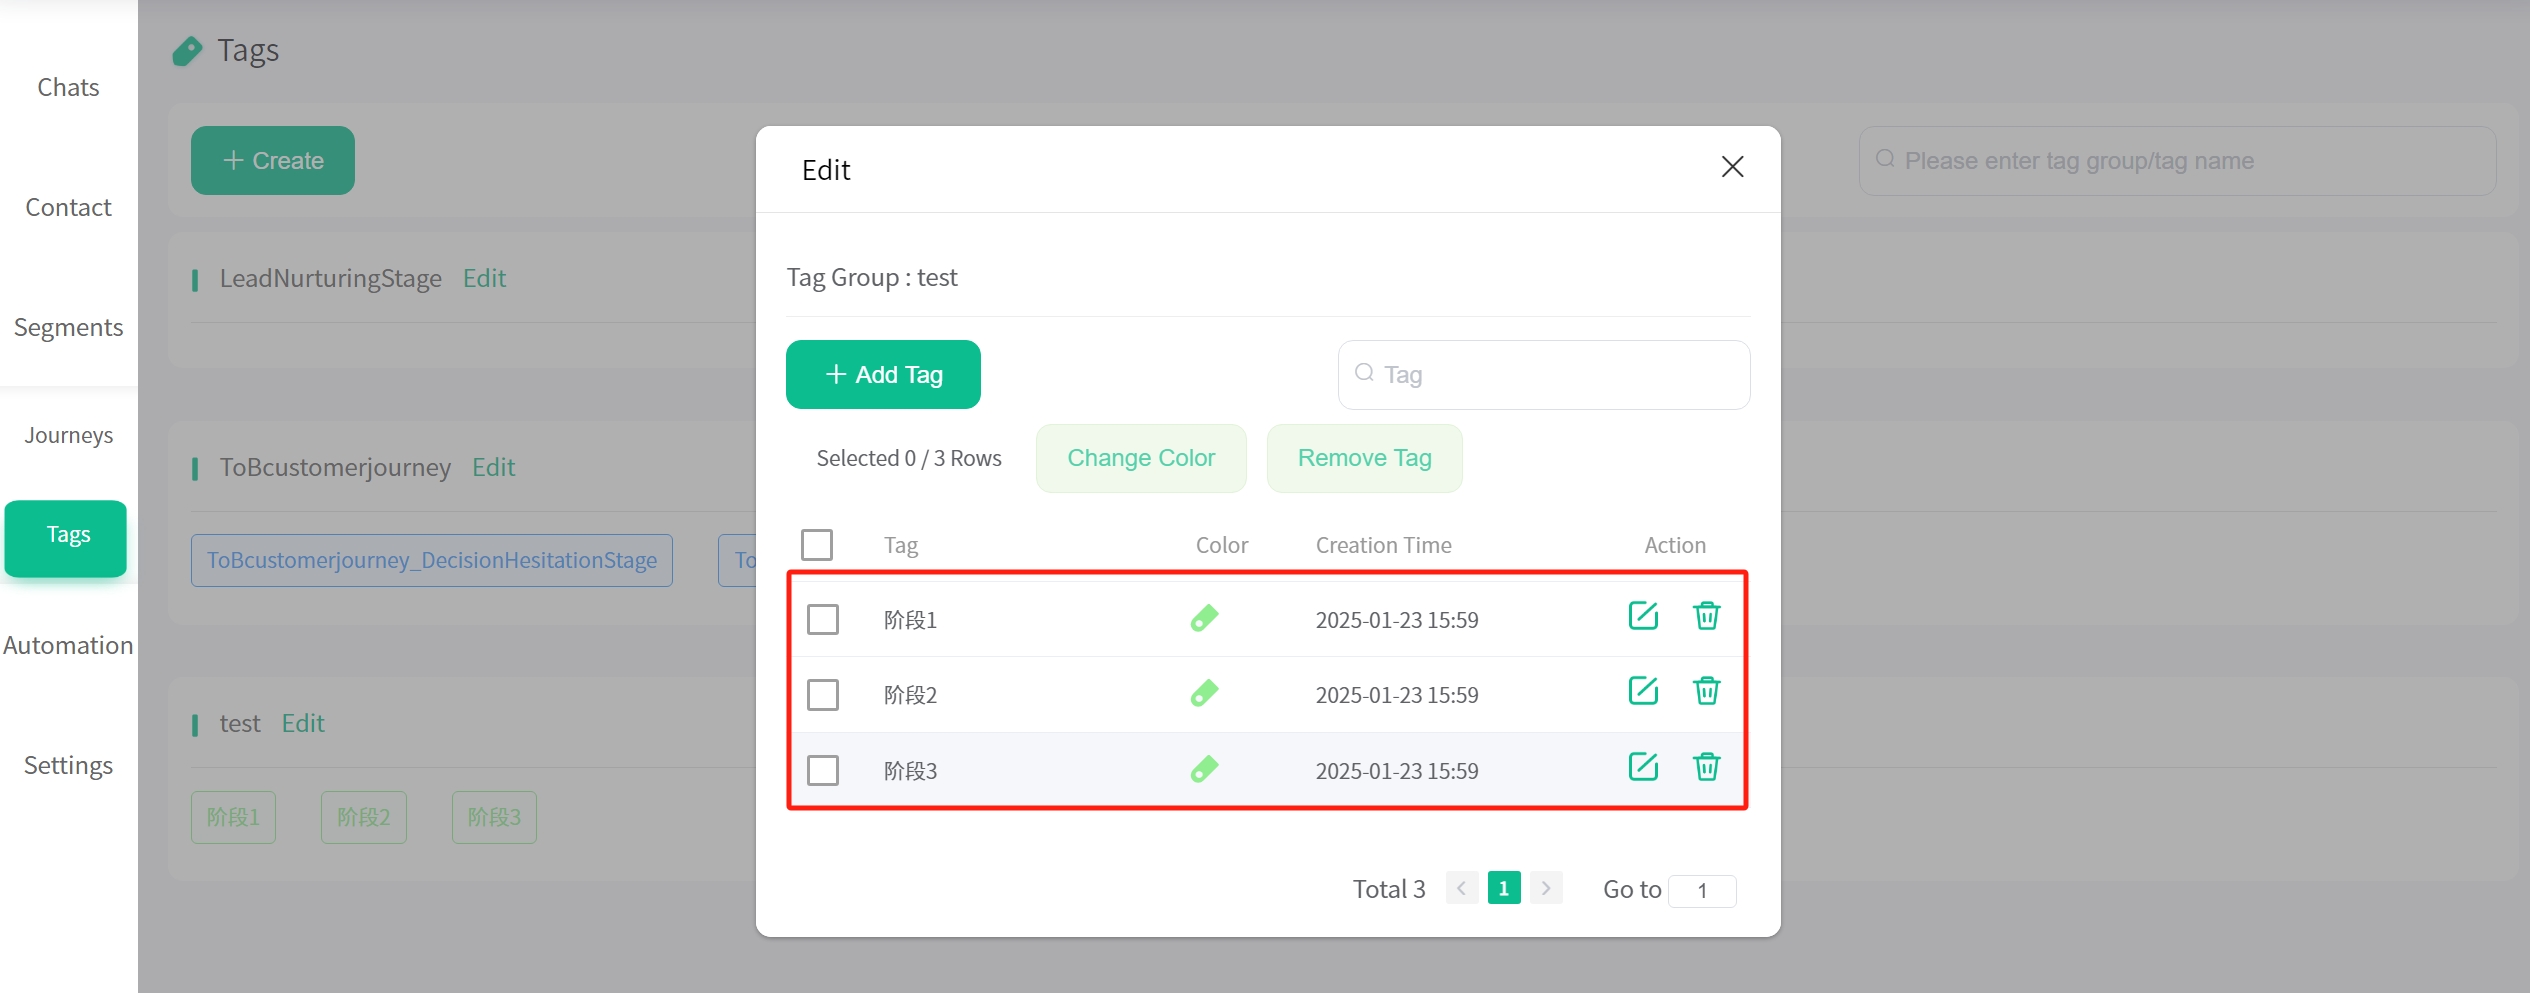 Chats
Contact
Segments
Journeys
Tags
Automation
Settings
Tags
+ Create
Please enter tag group/tag name
LeadNurturingStage Edit
ToBcustomerjourney Edit
ToBcustomerjourney_DecisionHesitationStage To
test Edit
阶段1 阶段2 阶段3
Edit
Tag Group : test
+ Add Tag
Tag
Selected 0 / 3 Rows Change Color Remove Tag
Tag Color Creation Time Action
阶段1 2025-01-23 15:59
阶段2 2025-01-23 15:59
阶段3 2025-01-23 15:59
Total 3 1 Go to 1